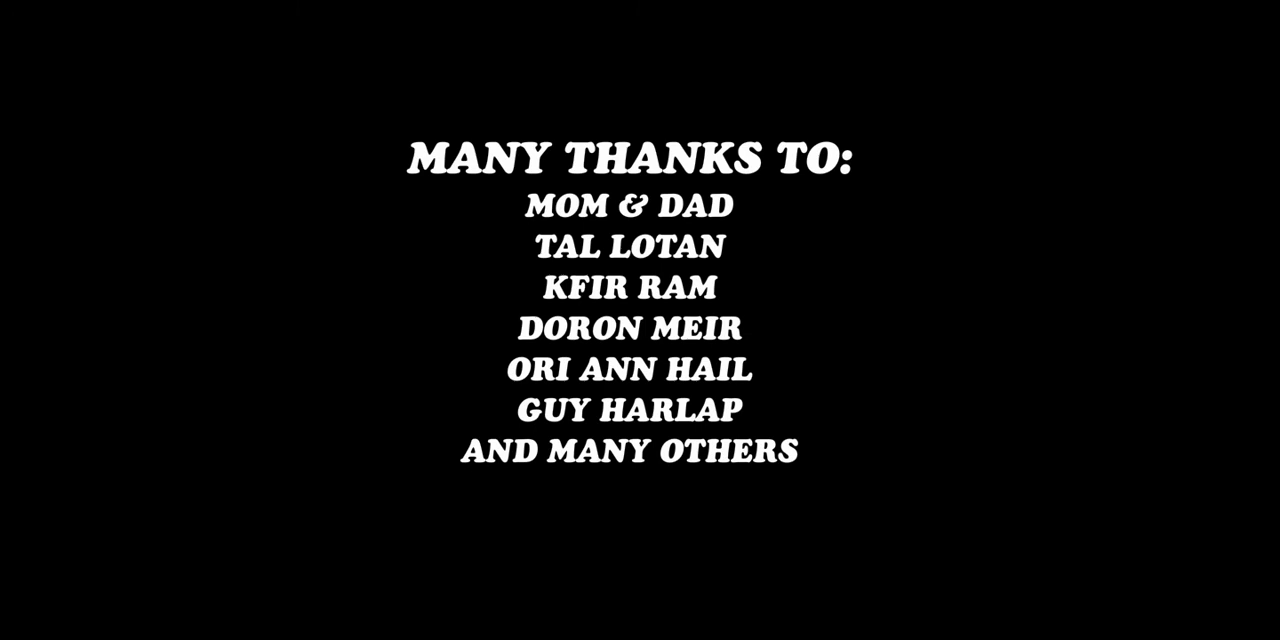 MANY THANKS TO:
MOM & DAD
TAL LOTAN
KFIR RAM
DORON MEIR
ORI ANN HAIL
GUY HARLAP
AND MANY OTHERS